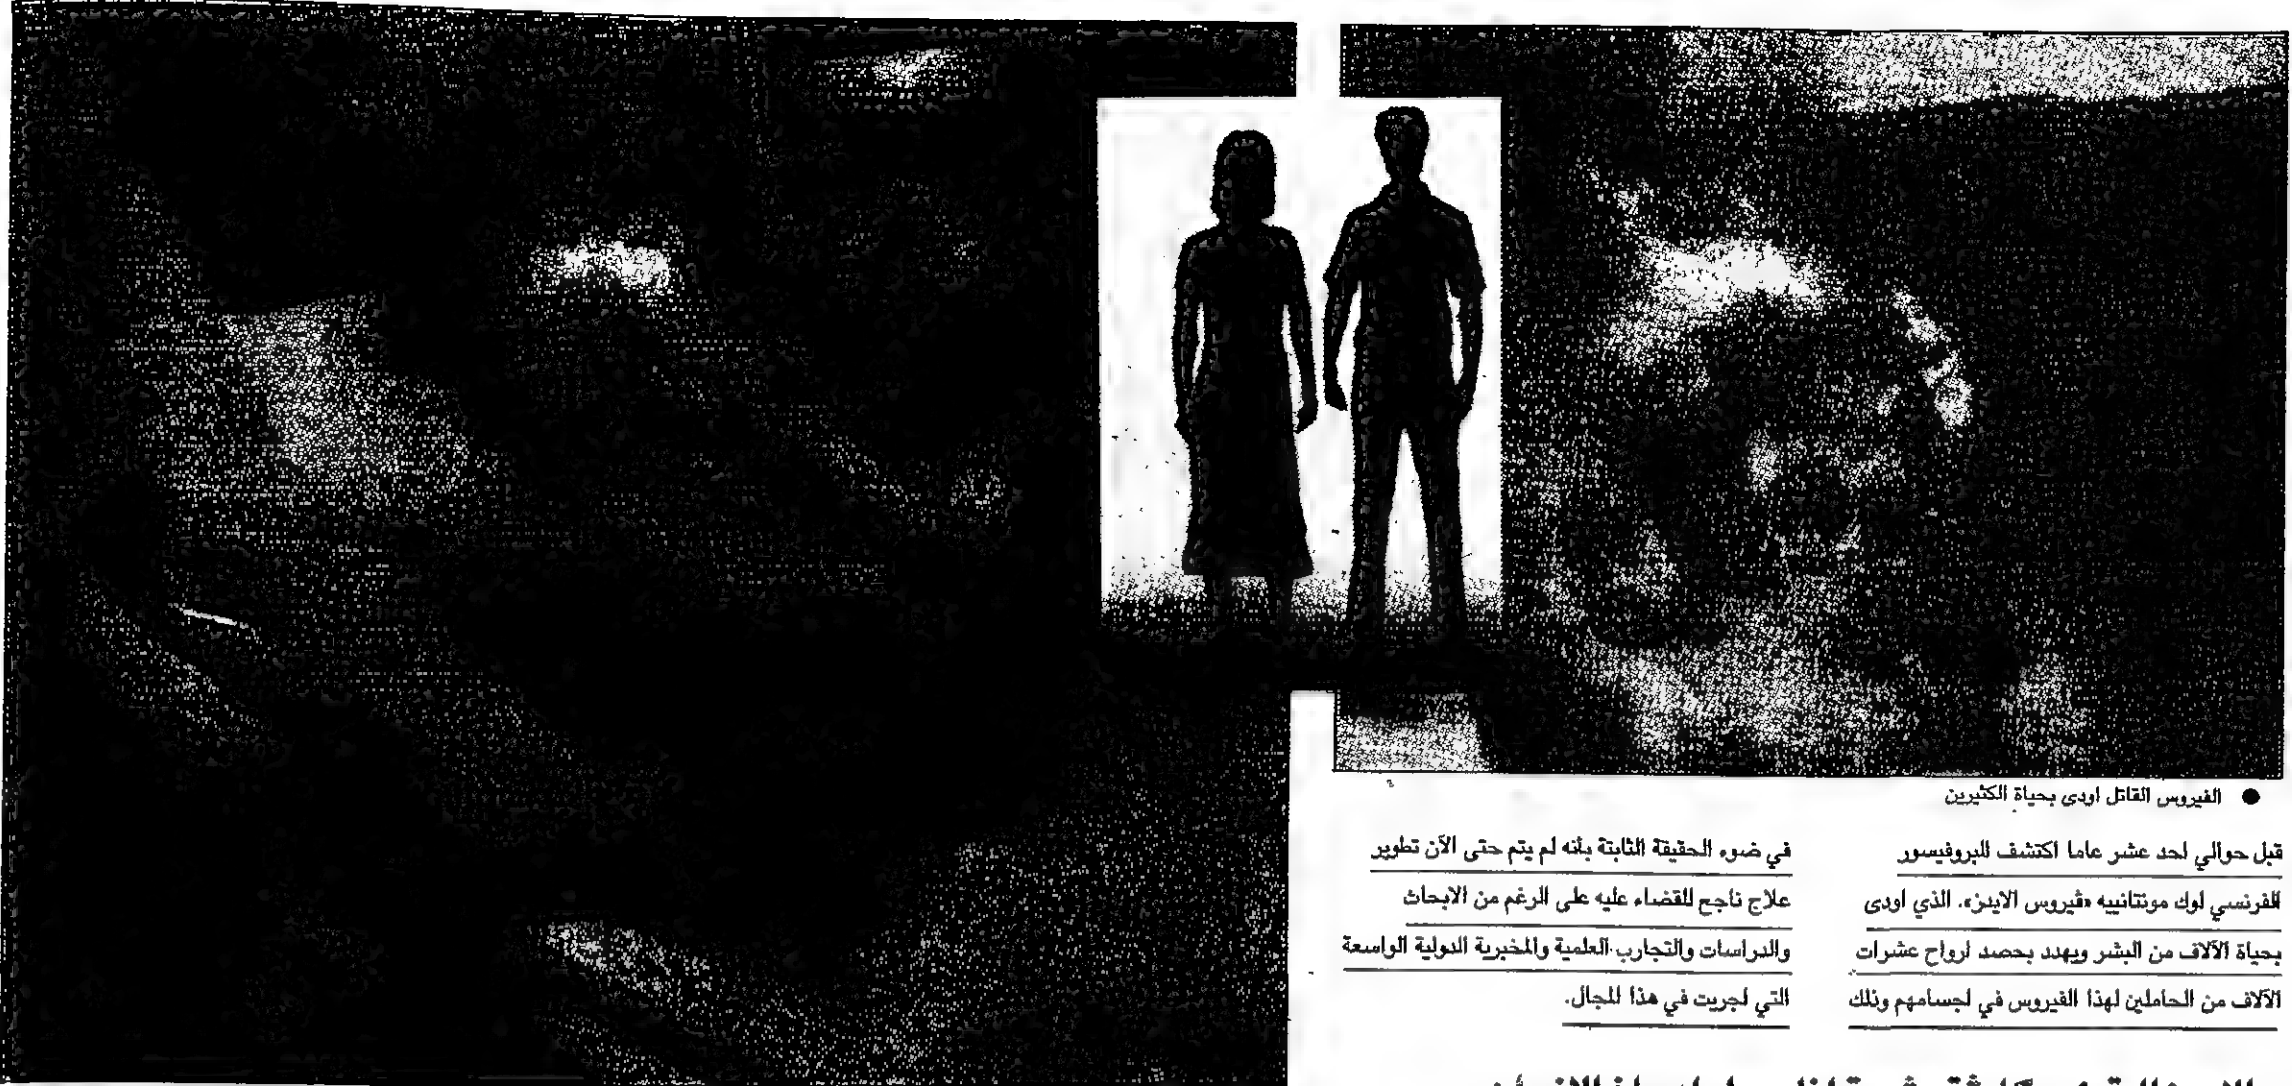 ● الفيروس القاتل اودى بحياة الكثيرين
قبل حوالي احد عشر عاما اكتشف البروفيسور
الفرنسي لوك مونتانييه «ڤيروس الايدز». الذي اودى
بحياة الآلاف من البشر ويهدد بحصد ارواح عشرات
الآلاف من الحاملين لهذا الفيروس في اجسامهم وذلك
في ضوء الحقيقة الثابتة بأنه لم يتم حتى الآن تطوير
علاج ناجح للقضاء عليه على الرغم من الابحاث
والدراسات والتجارب العلمية والمخبرية الدولية الواسعة
التي اجريت في هذا المجال.